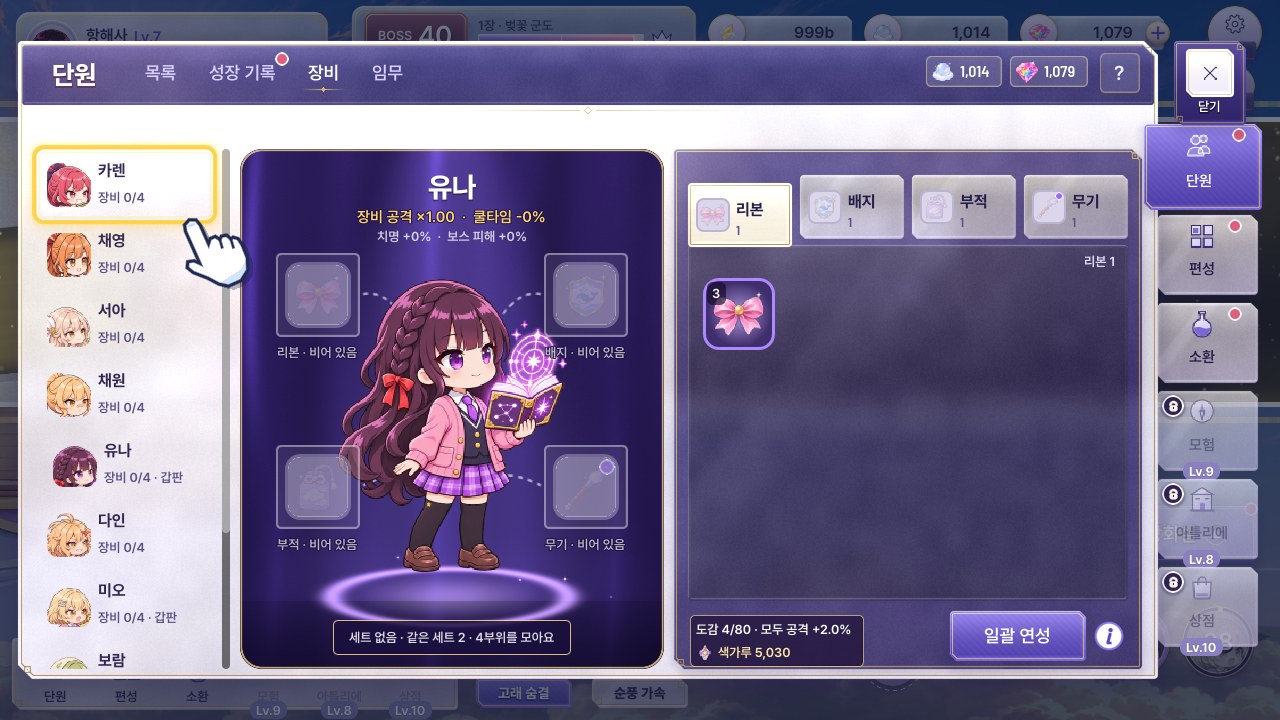 항해사 Lv.7
BOSS 40
1장 · 벚꽃 군도
999b
1,014
1,079
단원
목록
성장 기록
장비
임무
1,014
1,079
?
닫기
카렌
장비 0/4
채영
장비 0/4
서아
장비 0/4
채원
장비 0/4
유나
장비 0/4 · 갑판
다인
장비 0/4
미오
장비 0/4 · 갑판
보람
유나
장비 공격 ×1.00 · 쿨타임 -0%
치명 +0% · 보스 피해 +0%
리본 · 비어 있음
배지 · 비어 있음
부적 · 비어 있음
무기 · 비어 있음
세트 없음 · 같은 세트 2 · 4부위를 모아요
리본
1
배지
1
부적
1
무기
1
리본 1
3
도감 4/80 · 모두 공격 +2.0%
색가루 5,030
일괄 연성
i
단원
편성
소환
모험
Lv.9
아틀리에
Lv.8
상점
Lv.10
단원
편성
소환
모험
Lv.9
아틀리에
Lv.8
상점
Lv.10
고래 숨결
순풍 가속